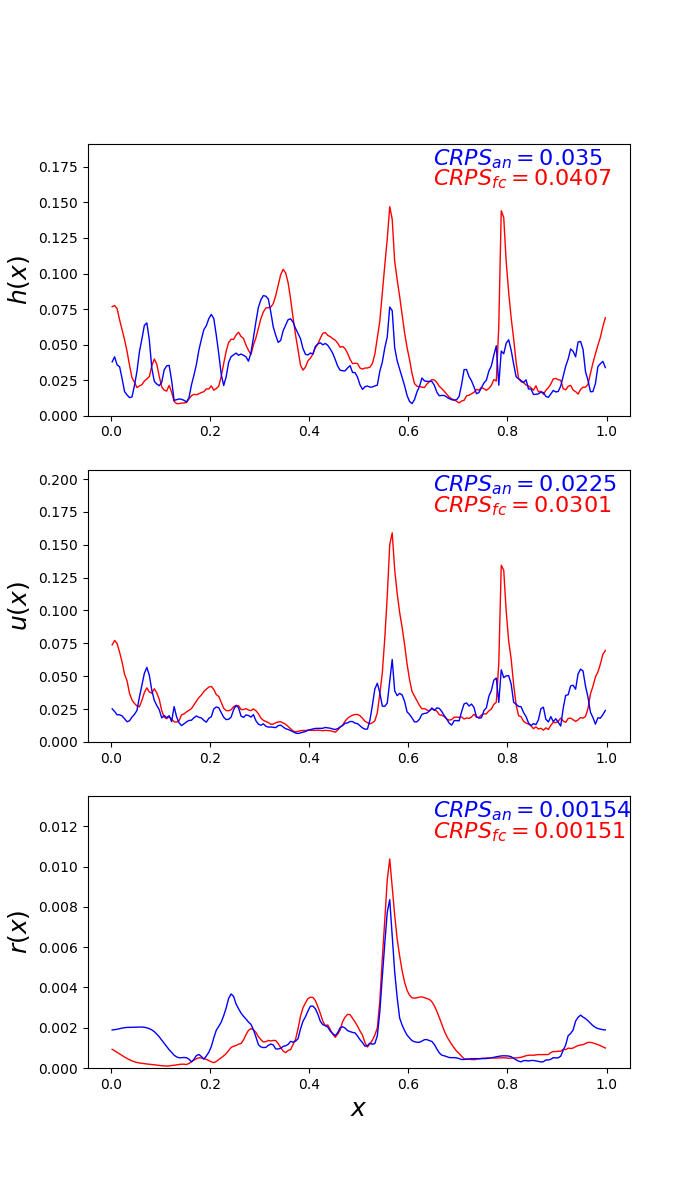 CRPS_an = 0.035
CRPS_fc = 0.0407
0.175
0.150
0.125
0.100
0.075
0.050
0.025
0.000
h(x)
0.0 0.2 0.4 0.6 0.8 1.0
CRPS_an = 0.0225
CRPS_fc = 0.0301
0.200
0.175
0.150
0.125
0.100
0.075
0.050
0.025
0.000
u(x)
0.0 0.2 0.4 0.6 0.8 1.0
CRPS_an = 0.00154
CRPS_fc = 0.00151
0.012
0.010
0.008
0.006
0.004
0.002
0.000
r(x)
0.0 0.2 0.4 0.6 0.8 1.0
x